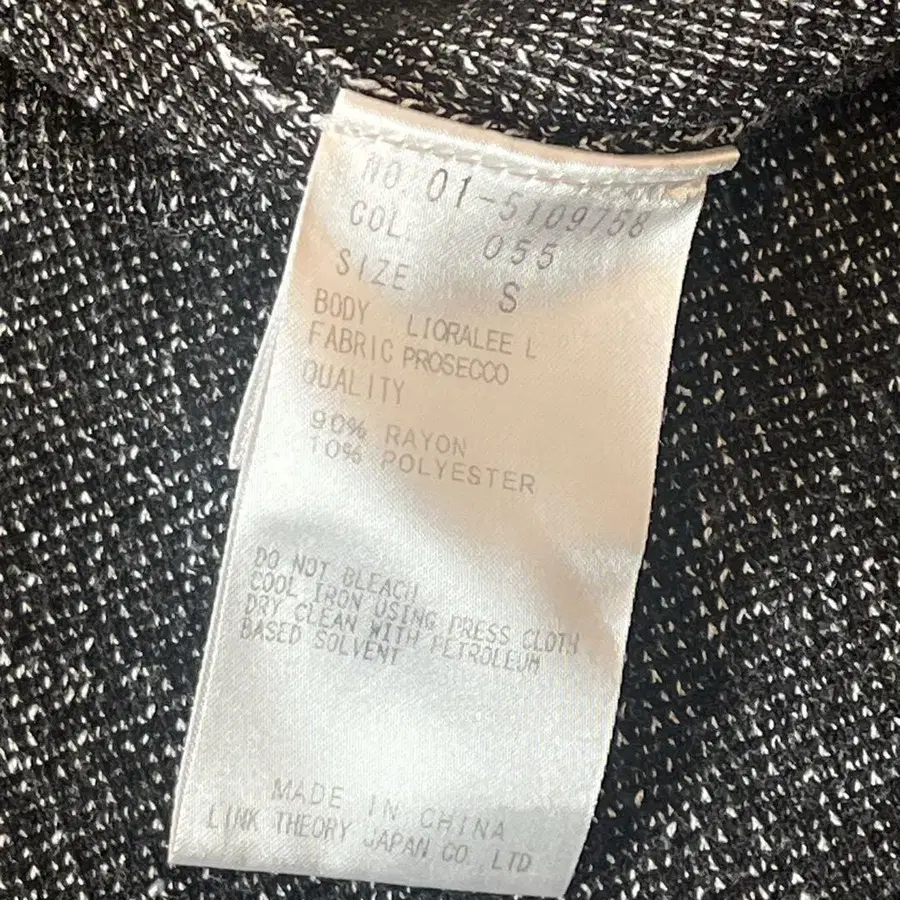 NO 01-5109758
COL. 055
SIZE S
BODY LIORALEE L
FABRIC PROSECCO
QUALITY
90% RAYON
10% POLYESTER
DO NOT BLEACH
COOL IRON USING PRESS CLOTH
DRY CLEAN WITH PETROLEUM
BASED SOLVENT
MADE IN CHINA
LINK THEORY JAPAN CO.,LTD